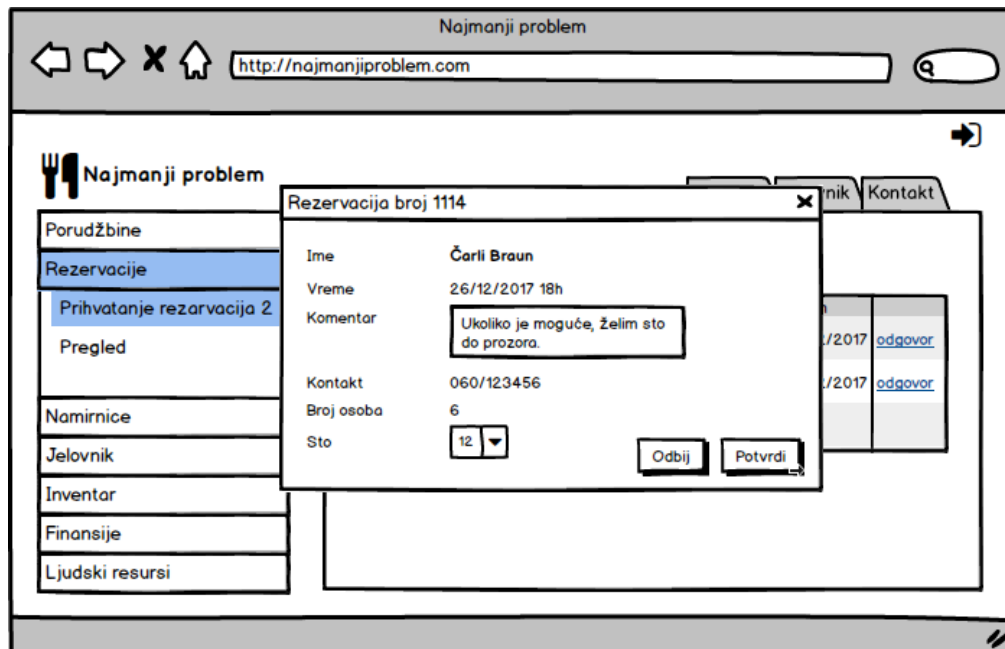 Najmanji problem
http://najmanjiproblem.com
Najmanji problem
Kontakt
Rezervacija broj 1114
Porudžbine
Rezervacije
Prihvatanje rezarvacija 2
Pregled
Namirnice
Jelovnik
Inventar
Finansije
Ljudski resursi
Ime Čarli Braun
Vreme 26/12/2017 18h
Komentar Ukoliko je moguće, želim sto
do prozora.
Kontakt 060/123456
Broj osoba 6
Sto 12
Odbij Potvrdi
/2017 odgovor
/2017 odgovor